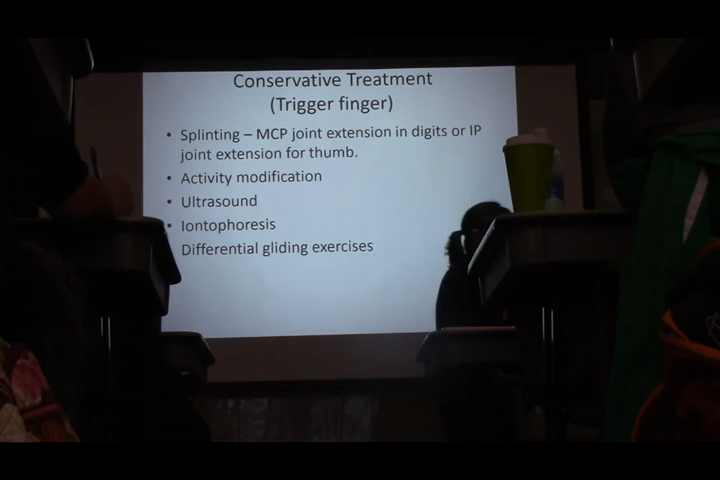 Conservative Treatment
(Trigger finger)
• Splinting – MCP joint extension in digits or IP
joint extension for thumb.
• Activity modification
• Ultrasound
• Iontophoresis
Differential gliding exercises